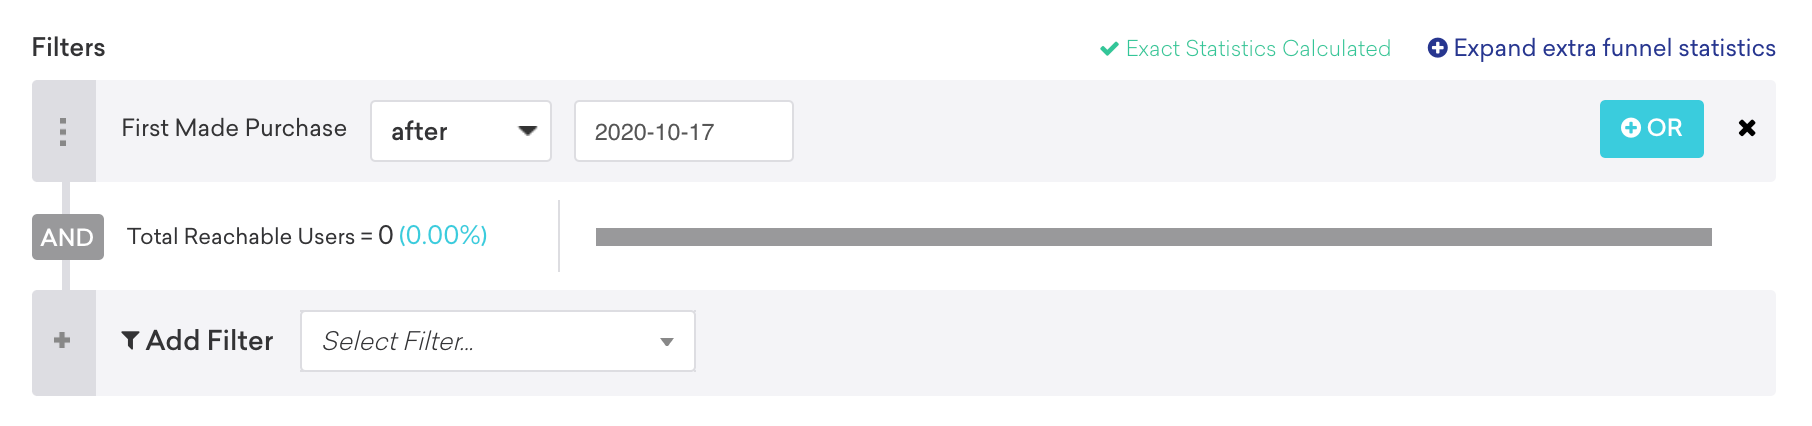 Filters
Exact Statistics Calculated
Expand extra funnel statistics
First Made Purchase
after
2020-10-17
OR
AND
Total Reachable Users = 0 (0.00%)
Add Filter
Select Filter...